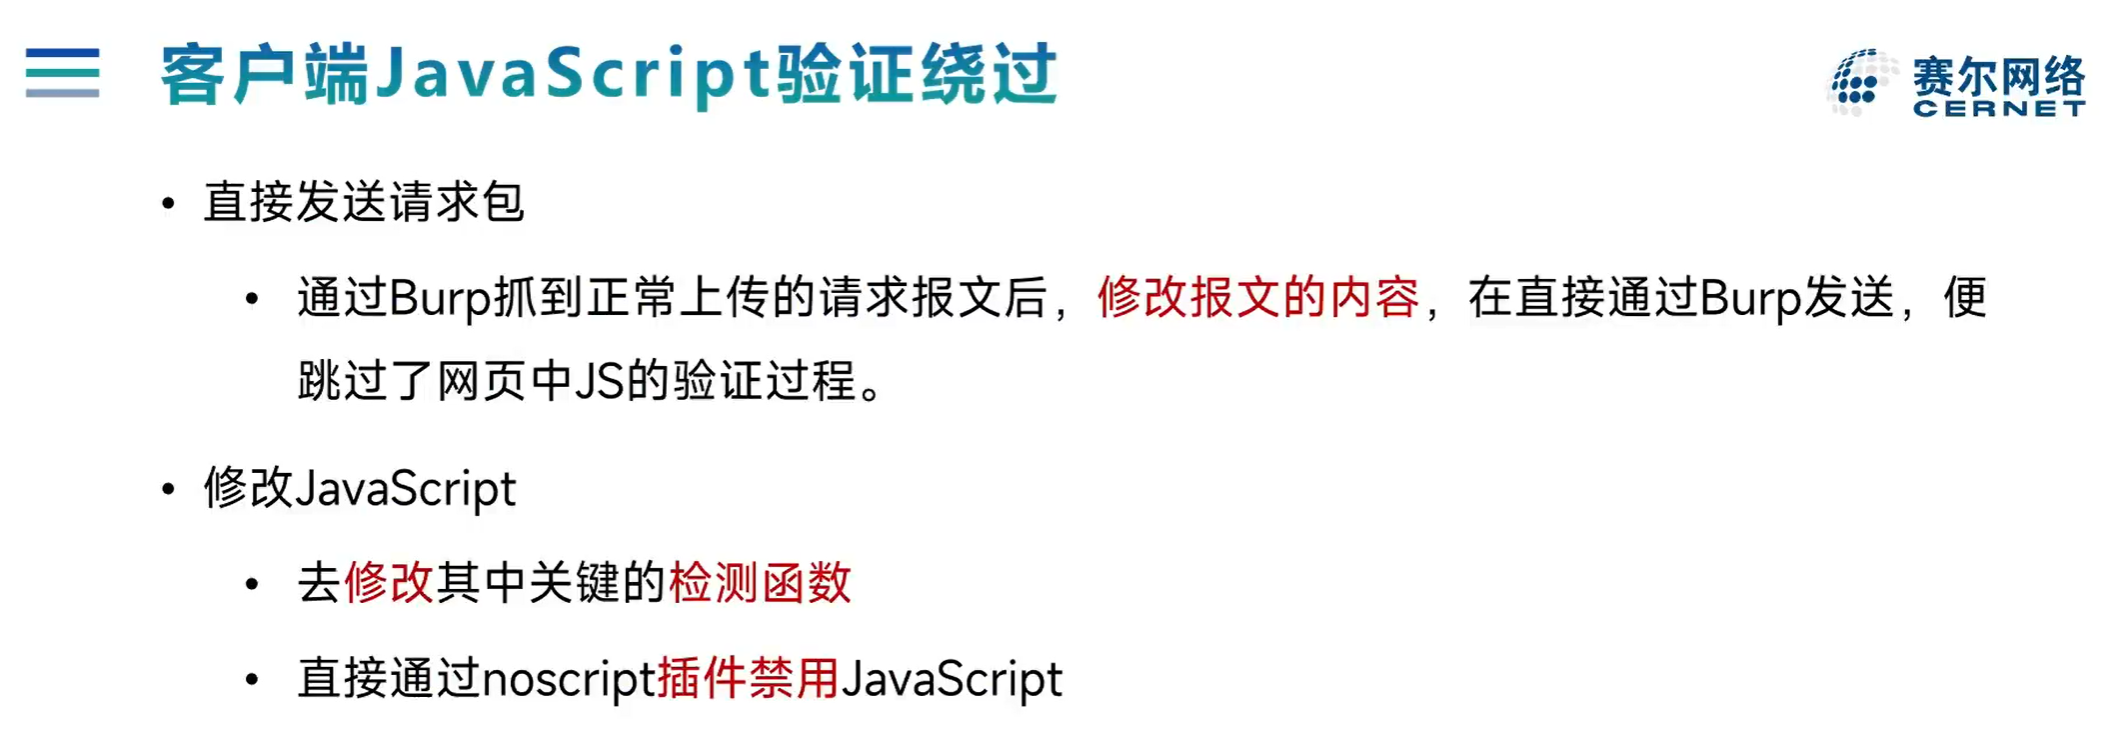 客户端JavaScript验证绕过
赛尔网络
CERNET
• 直接发送请求包
• 通过Burp抓到正常上传的请求报文后，修改报文的内容，在直接通过Burp发送，便
跳过了网页中JS的验证过程。
• 修改JavaScript
• 去修改其中关键的检测函数
• 直接通过noscript插件禁用JavaScript